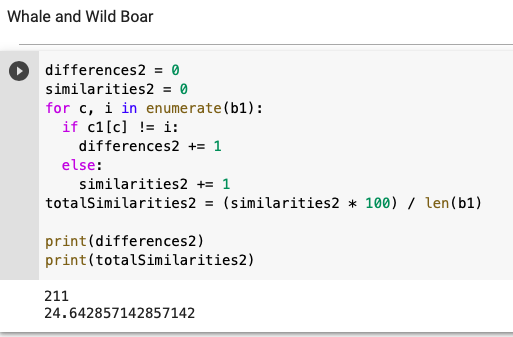 Whale and Wild Boar
differences2 = 0
similarities2 = 0
for c, i in enumerate(b1):
  if c1[c] != i:
    differences2 += 1
  else:
    similarities2 += 1
totalSimilarities2 = (similarities2 * 100) / len(b1)
print(differences2)
print(totalSimilarities2)
211
24.642857142857142